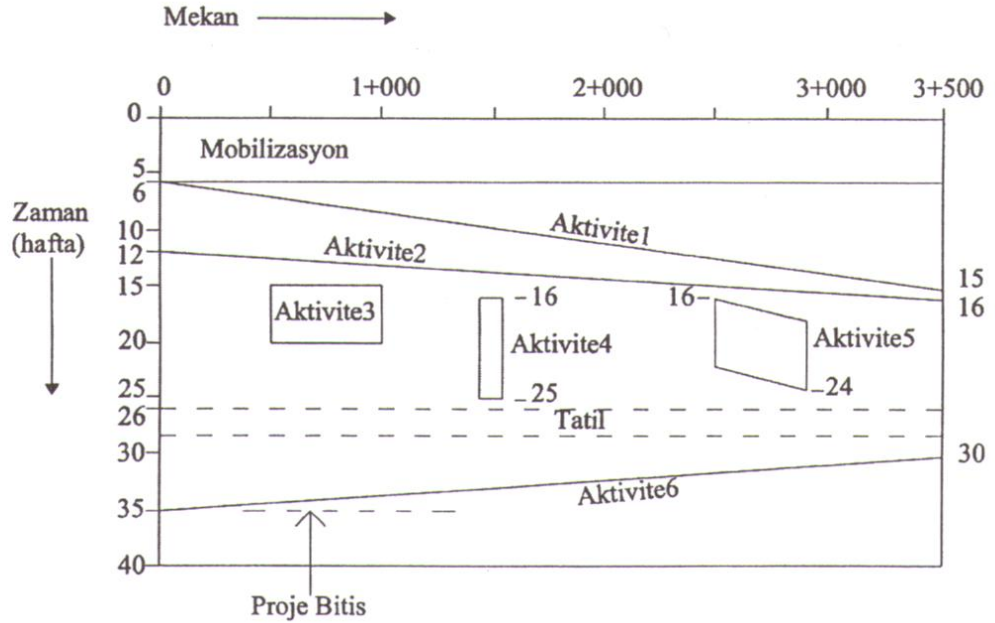 Mekan
0 1+000 2+000 3+000 3+500
0
Mobilizasyon
5
6
Zaman
(hafta)
Aktivite1
10
Aktivite2
12
15
15
16
16
16
Aktivite3
20
Aktivite4
Aktivite5
25
25
24
26
Tatil
30
30
Aktivite6
35
40
Proje Bitis